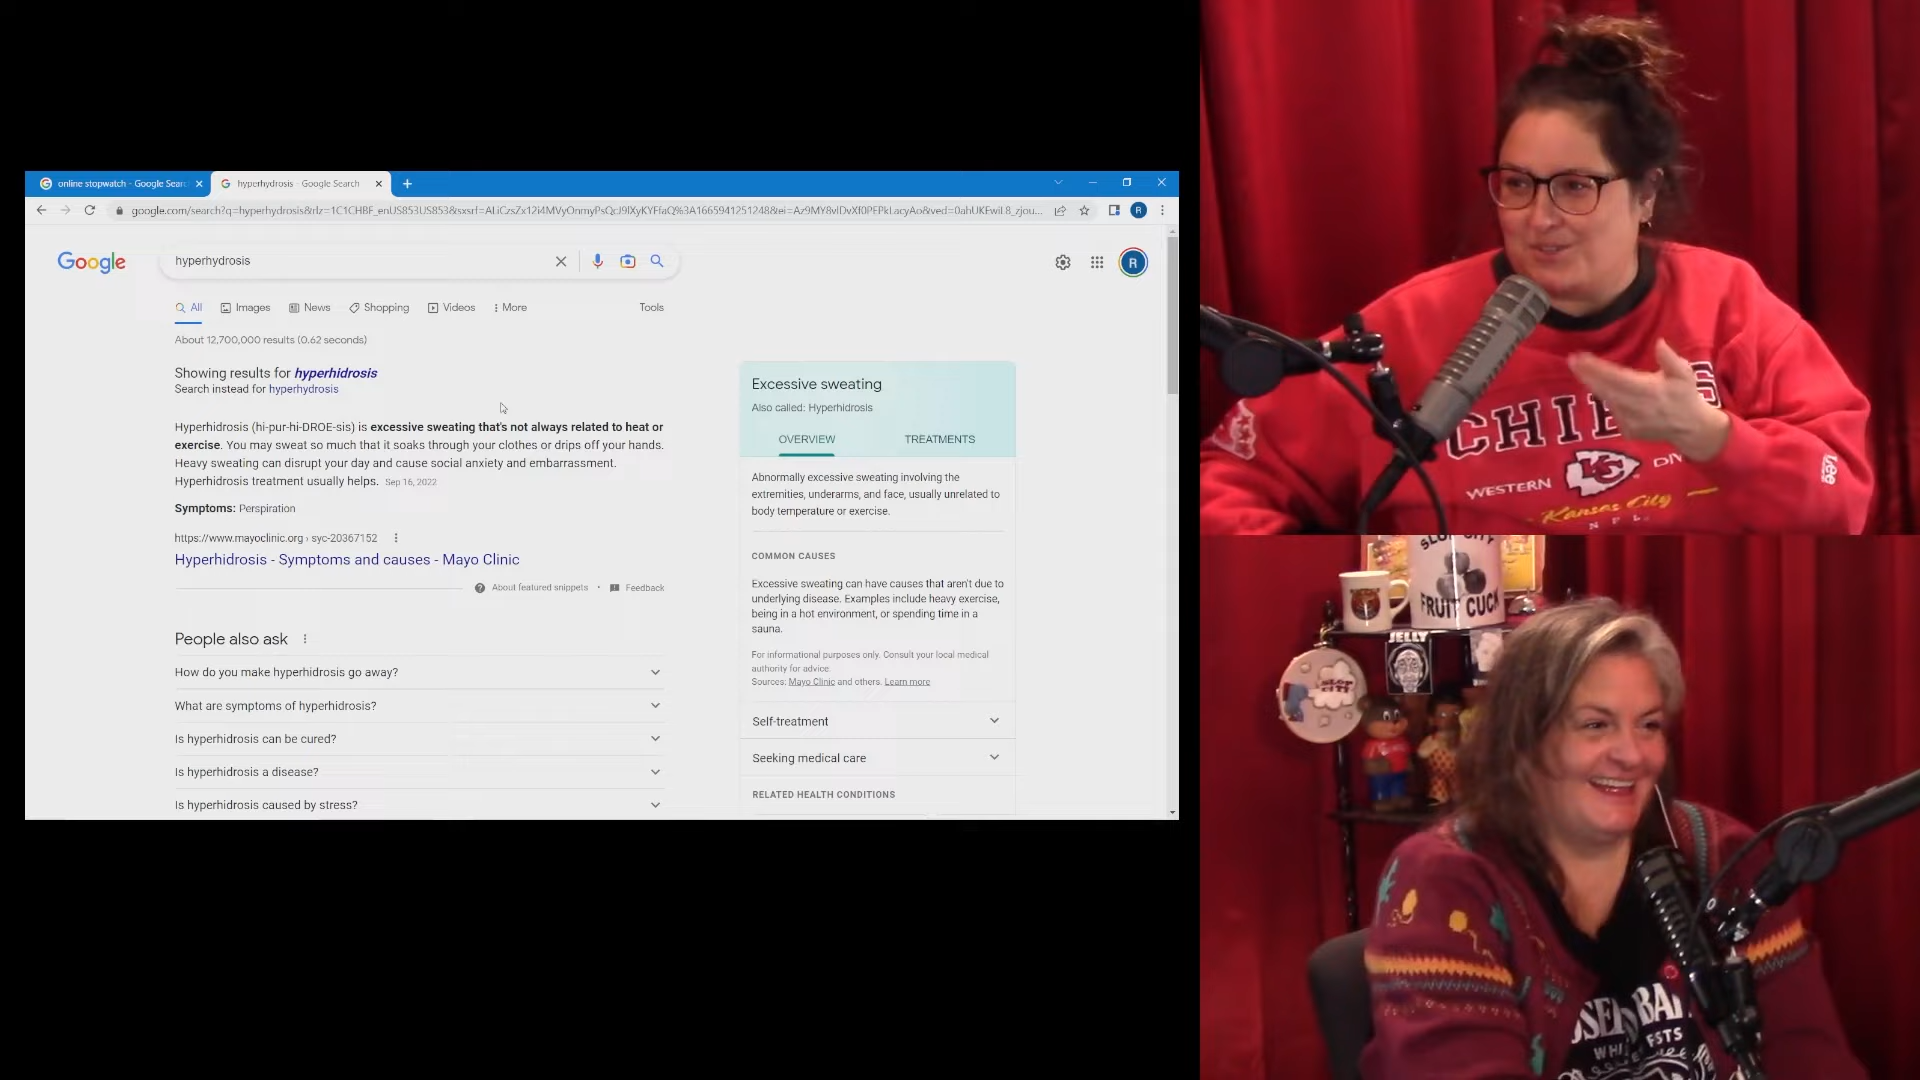 online stopwatch - Google Searc
hyperhydrosis - Google Search
google.com/search?q=hyperhydrosis&rlz=1C1CHBF_enUS853US853&
R
Google
hyperhydrosis
R
All
Images
News
Shopping
Videos
More
Tools
About 12,700,000 results (0.62 seconds)
Showing results for hyperhidrosis
Search instead for hyperhydrosis
Hyperhidrosis (hi-pur-hi-DROE-sis) is excessive sweating that's not always related to heat or
exercise. You may sweat so much that it soaks through your clothes or drips off your hands.
Heavy sweating can disrupt your day and cause social anxiety and embarrassment.
Hyperhidrosis treatment usually helps. Sep 16, 2022
Symptoms: Perspiration
https://www.mayoclinic.org › syc-20367152
Hyperhidrosis - Symptoms and causes - Mayo Clinic
About featured snippets
Feedback
People also ask
How do you make hyperhidrosis go away?
What are symptoms of hyperhidrosis?
Is hyperhidrosis can be cured?
Is hyperhidrosis a disease?
Is hyperhidrosis caused by stress?
Excessive sweating
Also called: Hyperhidrosis
OVERVIEW
TREATMENTS
Abnormally excessive sweating involving the
extremities, underarms, and face, usually unrelated to
body temperature or exercise.
COMMON CAUSES
Excessive sweating can have causes that aren't due to
underlying disease. Examples include heavy exercise,
being in a hot environment, or spending time in a
sauna.
For informational purposes only. Consult your local medical
authority for advice.
Sources: Mayo Clinic and others. Learn more
Self-treatment
Seeking medical care
RELATED HEALTH CONDITIONS
WESTERN
KC
Kansas City
NFL
Lee
FRUIT CUCK
JELLY